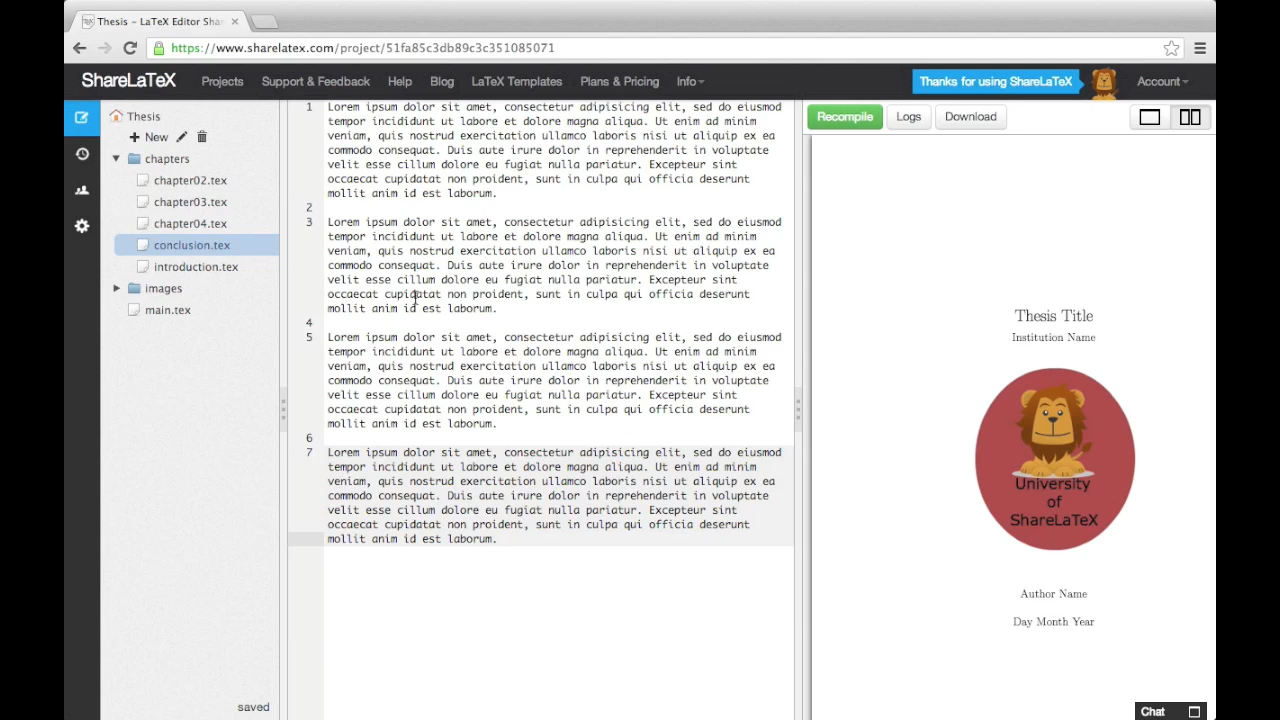 Thesis – LaTeX Editor Shar
https://www.sharelatex.com/project/51fa85c3db89c3c351085071
ShareLaTeX Projects Support & Feedback Help Blog LaTeX Templates Plans & Pricing Info Thanks for using ShareLaTeX Account
Thesis
New
chapters
chapter02.tex
chapter03.tex
chapter04.tex
conclusion.tex
introduction.tex
images
main.tex
saved
1 Lorem ipsum dolor sit amet, consectetur adipisicing elit, sed do eiusmod
tempor incididunt ut labore et dolore magna aliqua. Ut enim ad minim
veniam, quis nostrud exercitation ullamco laboris nisi ut aliquip ex ea
commodo consequat. Duis aute irure dolor in reprehenderit in voluptate
velit esse cillum dolore eu fugiat nulla pariatur. Excepteur sint
occaecat cupidatat non proident, sunt in culpa qui officia deserunt
mollit anim id est laborum.
2
3 Lorem ipsum dolor sit amet, consectetur adipisicing elit, sed do eiusmod
tempor incididunt ut labore et dolore magna aliqua. Ut enim ad minim
veniam, quis nostrud exercitation ullamco laboris nisi ut aliquip ex ea
commodo consequat. Duis aute irure dolor in reprehenderit in voluptate
velit esse cillum dolore eu fugiat nulla pariatur. Excepteur sint
occaecat cupidatat non proident, sunt in culpa qui officia deserunt
mollit anim id est laborum.
4
5 Lorem ipsum dolor sit amet, consectetur adipisicing elit, sed do eiusmod
tempor incididunt ut labore et dolore magna aliqua. Ut enim ad minim
veniam, quis nostrud exercitation ullamco laboris nisi ut aliquip ex ea
commodo consequat. Duis aute irure dolor in reprehenderit in voluptate
velit esse cillum dolore eu fugiat nulla pariatur. Excepteur sint
occaecat cupidatat non proident, sunt in culpa qui officia deserunt
mollit anim id est laborum.
6
7 Lorem ipsum dolor sit amet, consectetur adipisicing elit, sed do eiusmod
tempor incididunt ut labore et dolore magna aliqua. Ut enim ad minim
veniam, quis nostrud exercitation ullamco laboris nisi ut aliquip ex ea
commodo consequat. Duis aute irure dolor in reprehenderit in voluptate
velit esse cillum dolore eu fugiat nulla pariatur. Excepteur sint
occaecat cupidatat non proident, sunt in culpa qui officia deserunt
mollit anim id est laborum.
Recompile Logs Download
Thesis Title
Institution Name
University
of
ShareLaTeX
Author Name
Day Month Year
Chat